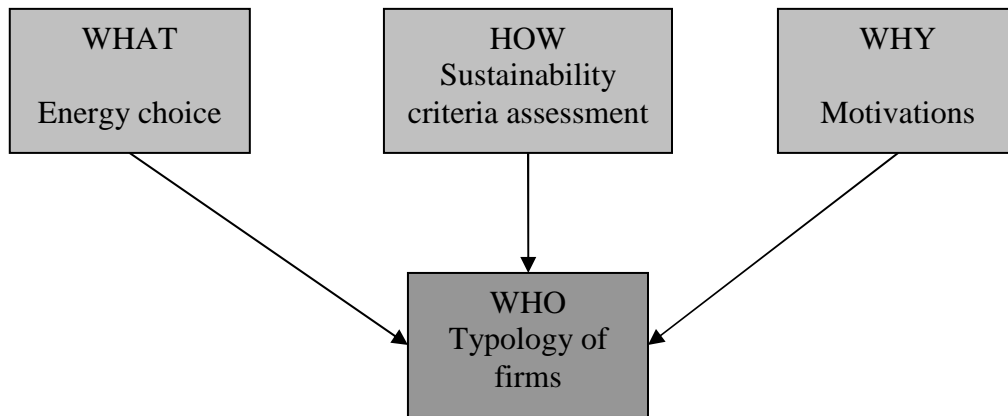 WHAT
Energy choice
HOW
Sustainability
criteria assessment
WHY
Motivations
WHO
Typology of
firms